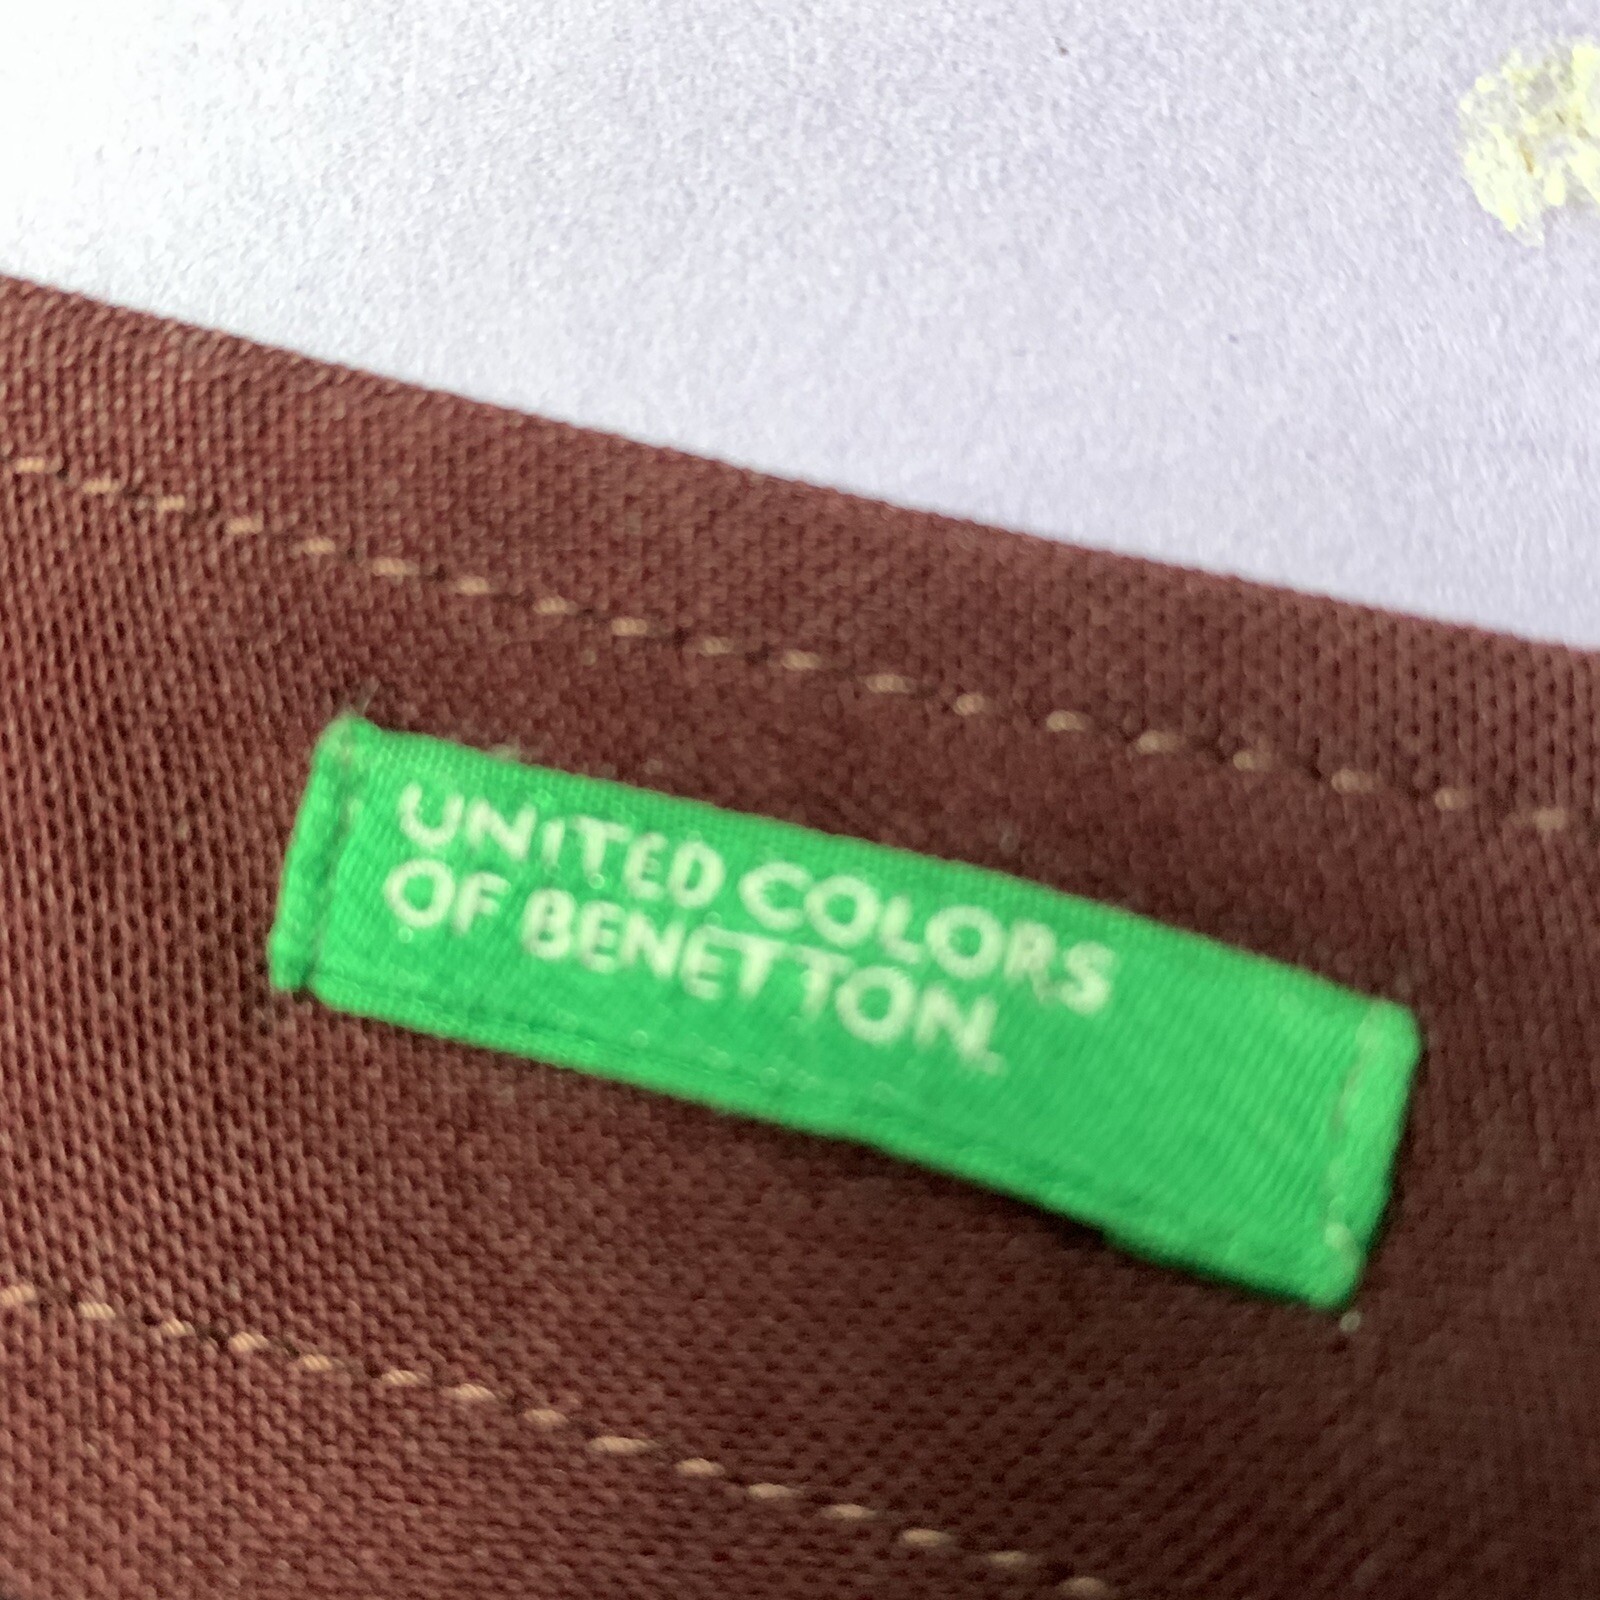 UNITED COLORS
OF BENETTON.